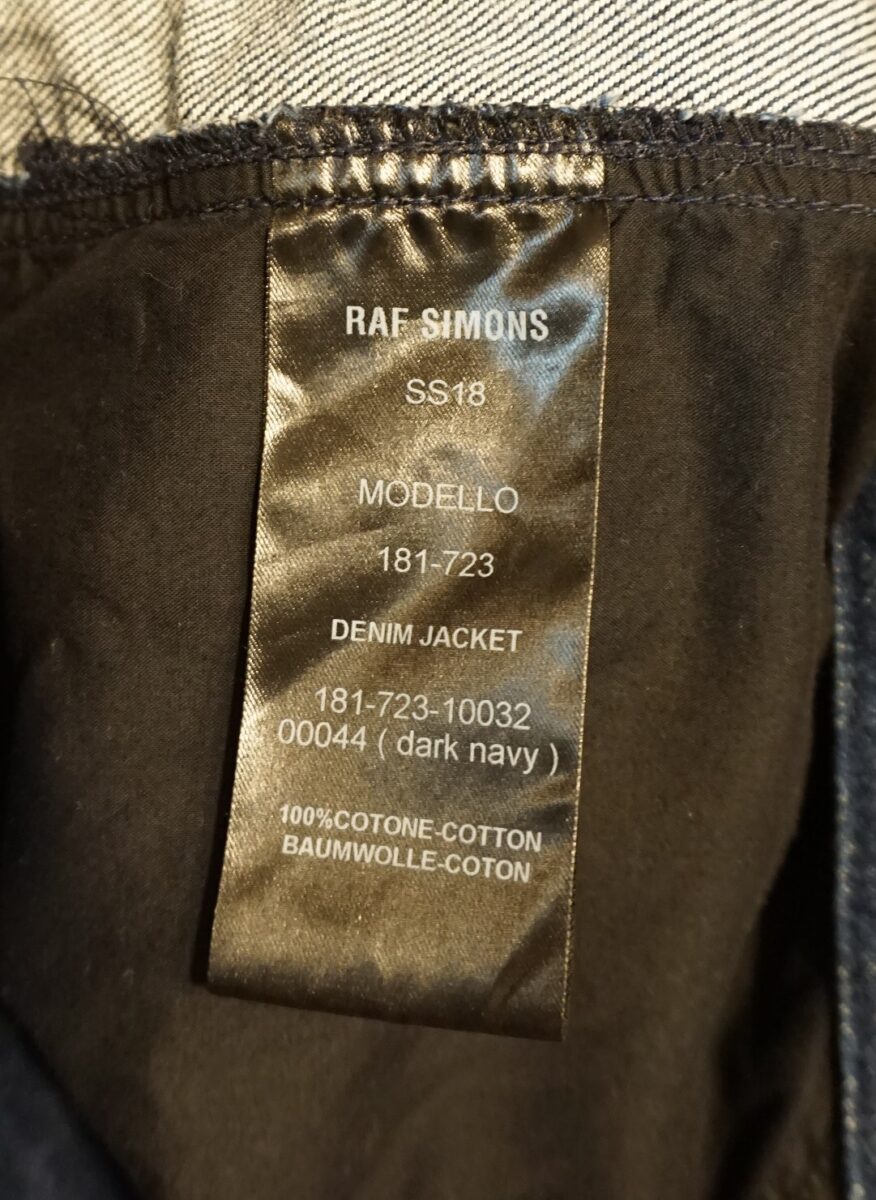 RAF SIMONS
SS18
MODELLO
181-723
DENIM JACKET
181-723-10032
00044 ( dark navy )
100%COTONE-COTTON
BAUMWOLLE-COTON